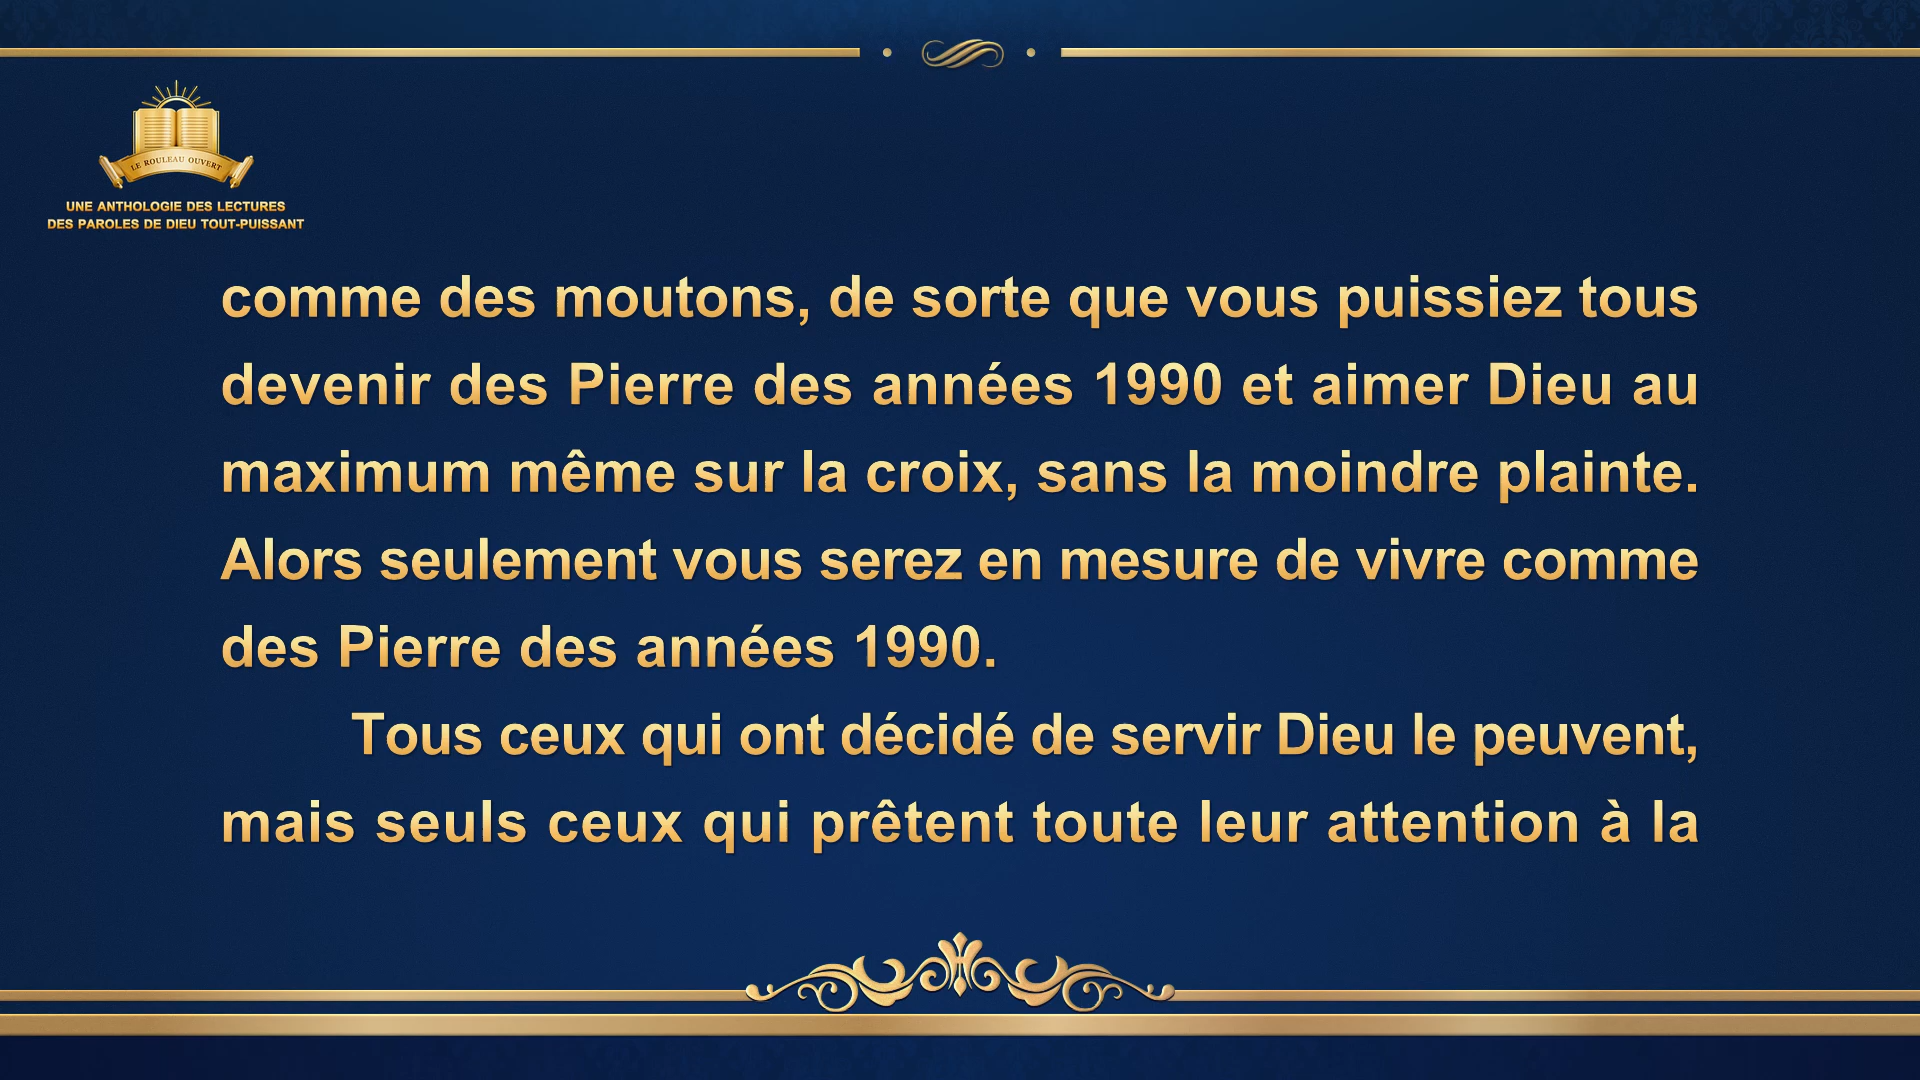 LE ROULEAU OUVERT
UNE ANTHOLOGIE DES LECTURES
DES PAROLES DE DIEU TOUT-PUISSANT
comme des moutons, de sorte que vous puissiez tous
devenir des Pierre des années 1990 et aimer Dieu au
maximum même sur la croix, sans la moindre plainte.
Alors seulement vous serez en mesure de vivre comme
des Pierre des années 1990.
Tous ceux qui ont décidé de servir Dieu le peuvent,
mais seuls ceux qui prêtent toute leur attention à la